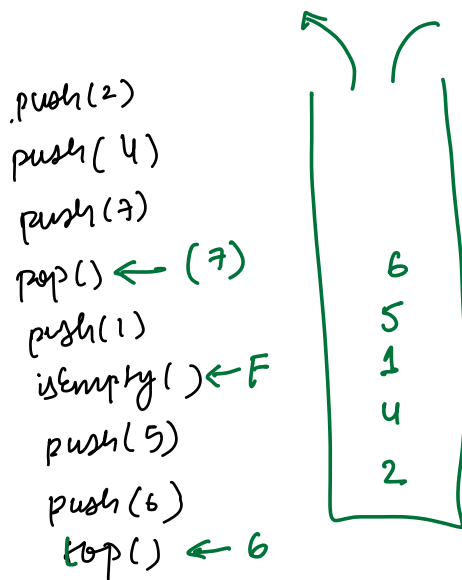 .push(2)
push(4)
push(7)
pop() ← (7)
push(1)
isEmpty() ← F
push(5)
push(6)
top() ← 6
6
5
1
4
2